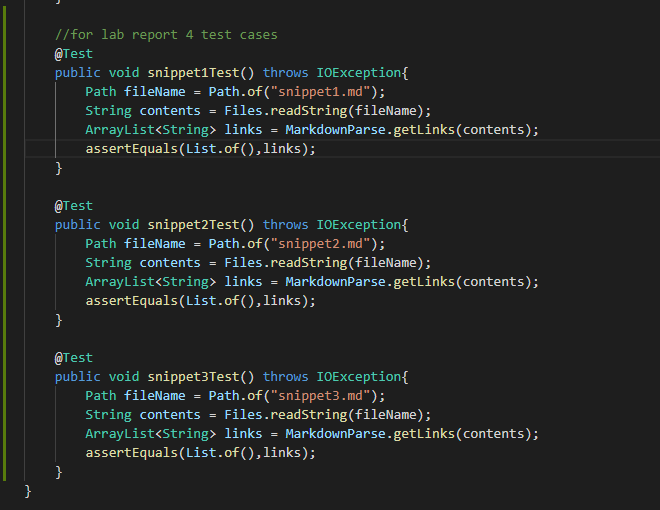 }
//for lab report 4 test cases
@Test
public void snippet1Test() throws IOException{
Path fileName = Path.of("snippet1.md");
String contents = Files.readString(fileName);
ArrayList<String> links = MarkdownParse.getLinks(contents);
assertEquals(List.of(),links);
}
@Test
public void snippet2Test() throws IOException{
Path fileName = Path.of("snippet2.md");
String contents = Files.readString(fileName);
ArrayList<String> links = MarkdownParse.getLinks(contents);
assertEquals(List.of(),links);
}
@Test
public void snippet3Test() throws IOException{
Path fileName = Path.of("snippet3.md");
String contents = Files.readString(fileName);
ArrayList<String> links = MarkdownParse.getLinks(contents);
assertEquals(List.of(),links);
}
}